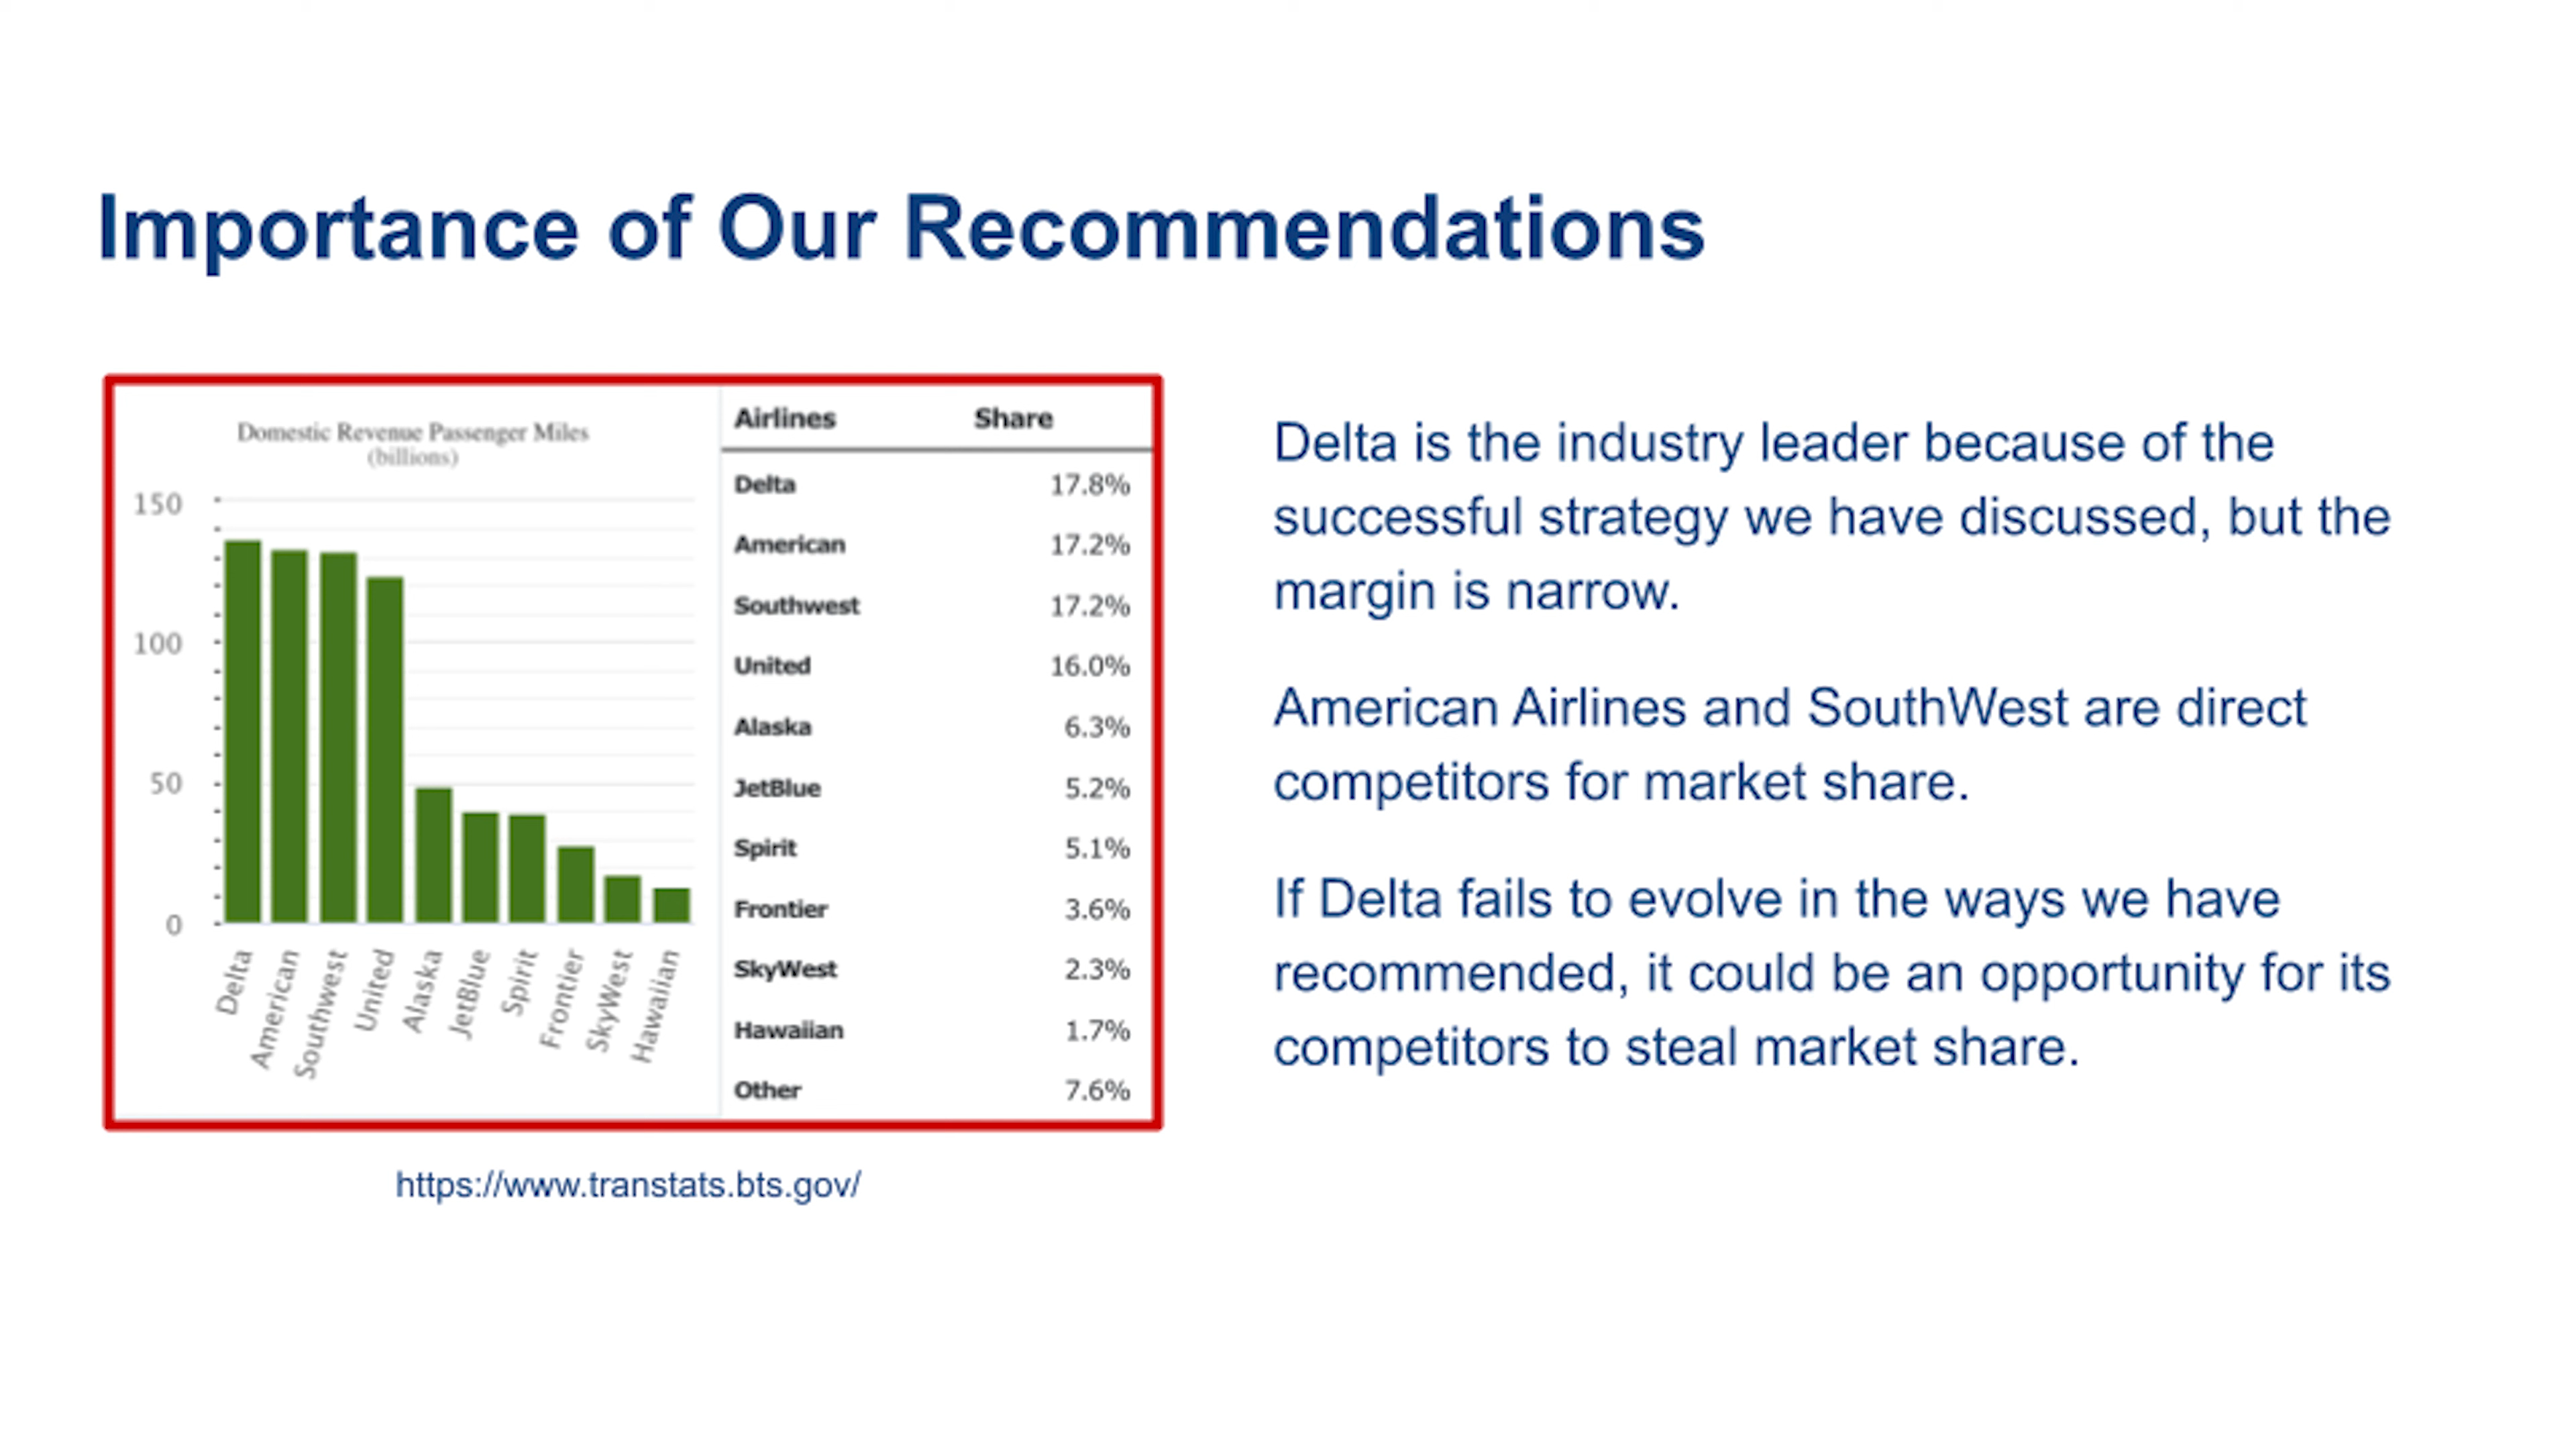 Importance of Our Recommendations
Domestic Revenue Passenger Miles
(billions)
150
100
50
0
Delta
American
Southwest
United
Alaska
JetBlue
Spirit
Frontier
SkyWest
Hawaiian
Airlines Share
Delta 17.8%
American 17.2%
Southwest 17.2%
United 16.0%
Alaska 6.3%
JetBlue 5.2%
Spirit 5.1%
Frontier 3.6%
SkyWest 2.3%
Hawaiian 1.7%
Other 7.6%
https://www.transtats.bts.gov/
Delta is the industry leader because of the
successful strategy we have discussed, but the
margin is narrow.
American Airlines and SouthWest are direct
competitors for market share.
If Delta fails to evolve in the ways we have
recommended, it could be an opportunity for its
competitors to steal market share.